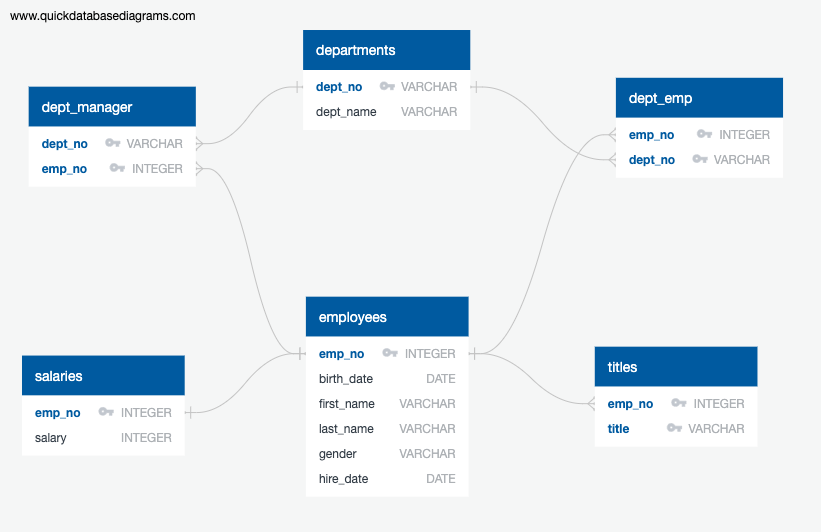 www.quickdatabasediagrams.com
departments
dept_no VARCHAR
dept_name VARCHAR
dept_manager
dept_no VARCHAR
emp_no INTEGER
dept_emp
emp_no INTEGER
dept_no VARCHAR
employees
emp_no INTEGER
birth_date DATE
first_name VARCHAR
last_name VARCHAR
gender VARCHAR
hire_date DATE
salaries
emp_no INTEGER
salary INTEGER
titles
emp_no INTEGER
title VARCHAR